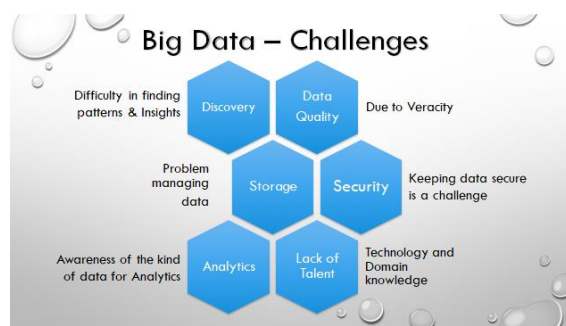 Big Data – Challenges
Difficulty in finding
patterns & Insights
Discovery
Data
Quality
Due to Veracity
Problem
managing
data
Storage
Security
Keeping data secure
is a challenge
Awareness of the kind
of data for Analytics
Analytics
Lack of
Talent
Technology and
Domain
knowledge